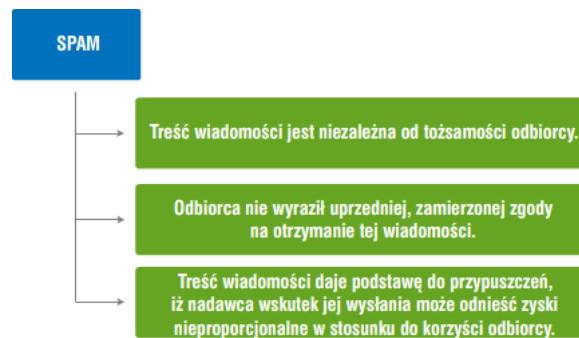 SPAM
Treść wiadomości jest niezależna od tożsamości odbiorcy.
Odbiorca nie wyraził uprzedniej, zamierzonej zgody
na otrzymanie tej wiadomości.
Treść wiadomości daje podstawę do przypuszczeń,
iż nadawca wskutek jej wysłania może odnieść zyski
nieproporcjonalne w stosunku do korzyści odbiorcy.